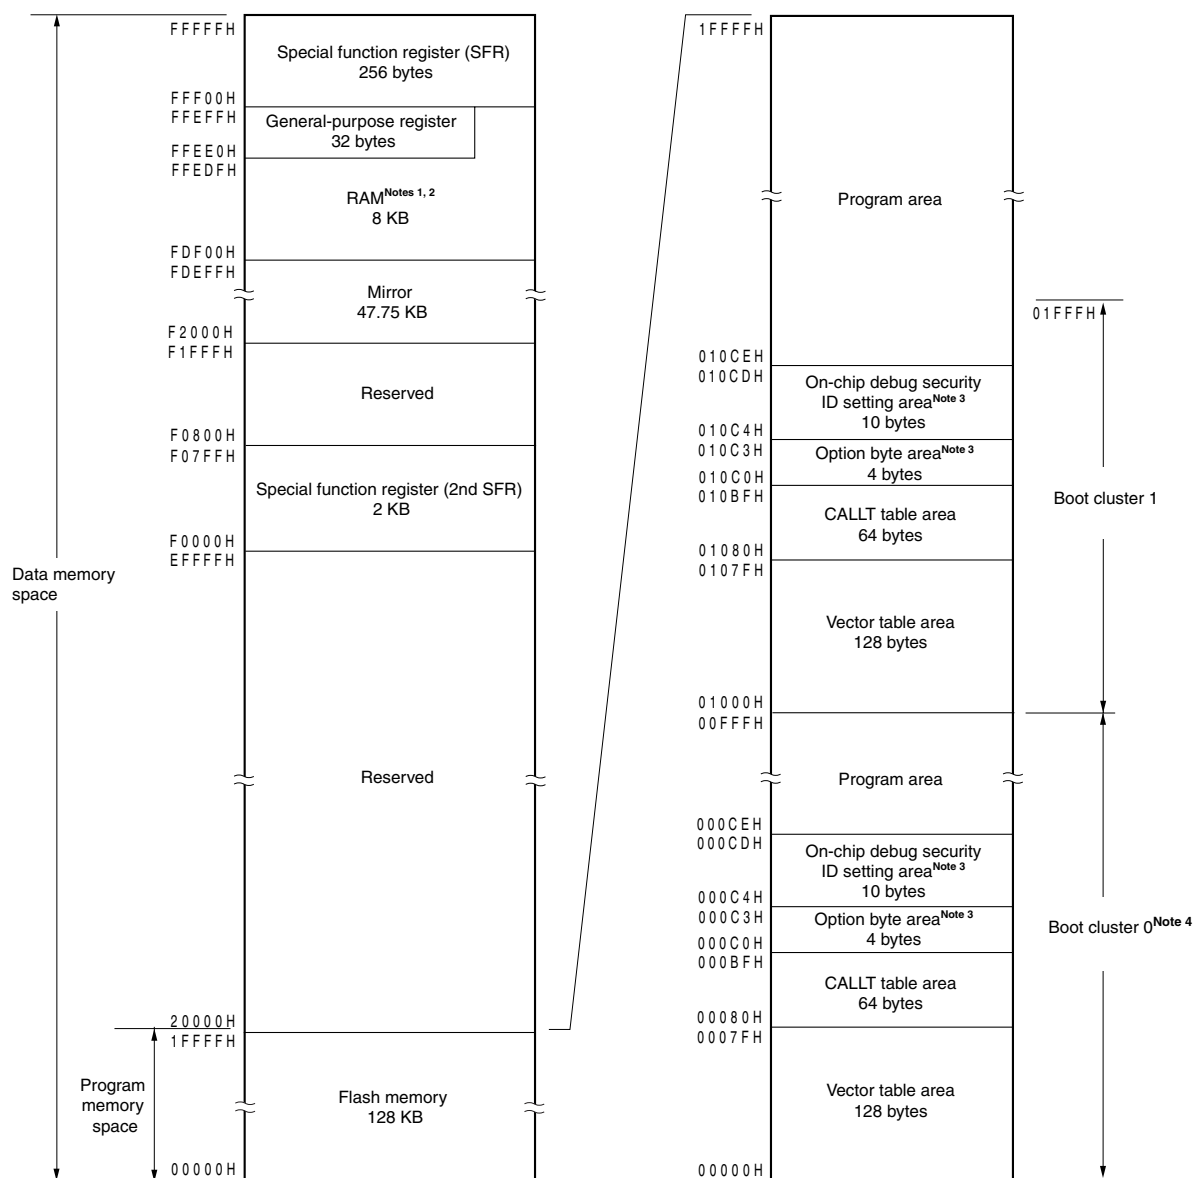 FFFFFH
Special function register (SFR)
256 bytes
FFF00H
FFEFFH
General-purpose register
32 bytes
FFEE0H
FFEDFH
RAMNotes 1, 2
8 KB
FDF00H
FDEFFH
Mirror
47.75 KB
F2000H
F1FFFH
Reserved
F0800H
F07FFH
Special function register (2nd SFR)
2 KB
F0000H
EFFFFH
Data memory
space
Reserved
20000H
1FFFFH
Program
memory
space
Flash memory
128 KB
00000H
1FFFFH
Program area
01FFFH
010CEH
010CDH
On-chip debug security
ID setting areaNote 3
10 bytes
010C4H
010C3H
Option byte areaNote 3
4 bytes
010C0H
010BFH
CALLT table area
64 bytes
Boot cluster 1
01080H
0107FH
Vector table area
128 bytes
01000H
00FFFH
Program area
000CEH
000CDH
On-chip debug security
ID setting areaNote 3
10 bytes
000C4H
000C3H
Option byte areaNote 3
4 bytes
Boot cluster 0Note 4
000C0H
000BFH
CALLT table area
64 bytes
00080H
0007FH
Vector table area
128 bytes
00000H